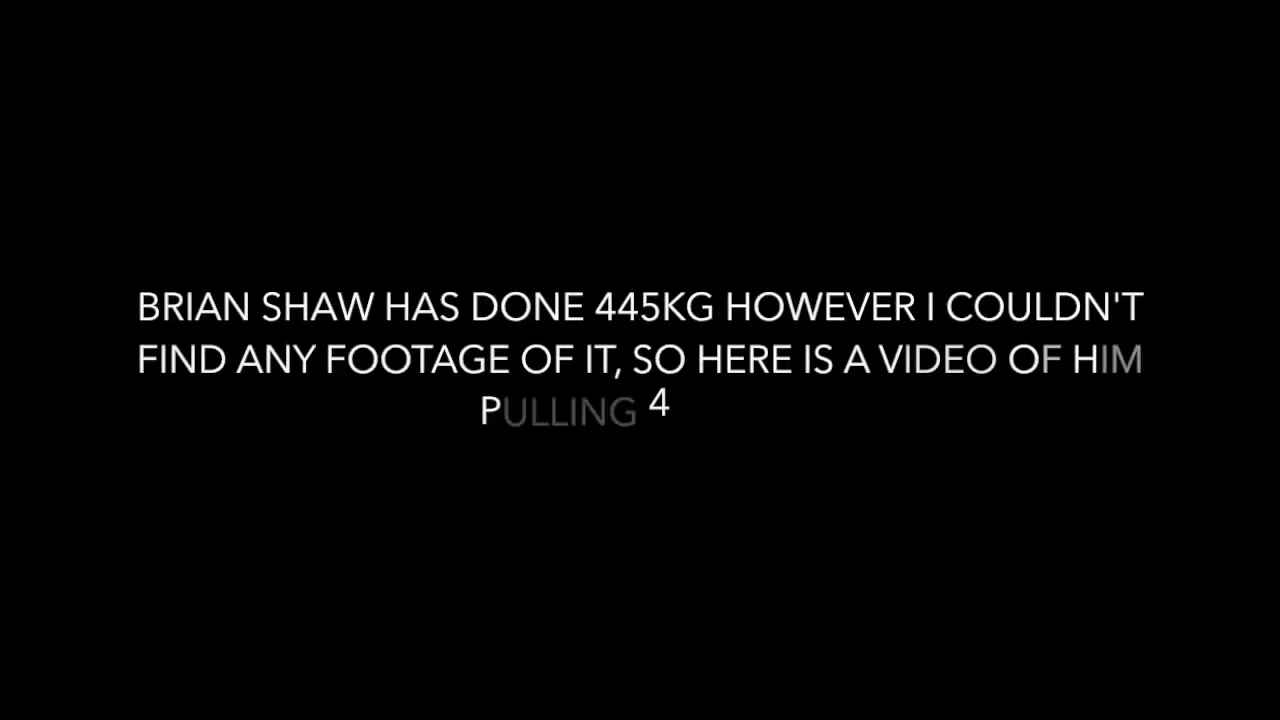 BRIAN SHAW HAS DONE 445KG HOWEVER I COULDN'T
FIND ANY FOOTAGE OF IT, SO HERE IS A VIDEO OF HIM
PULLING 4